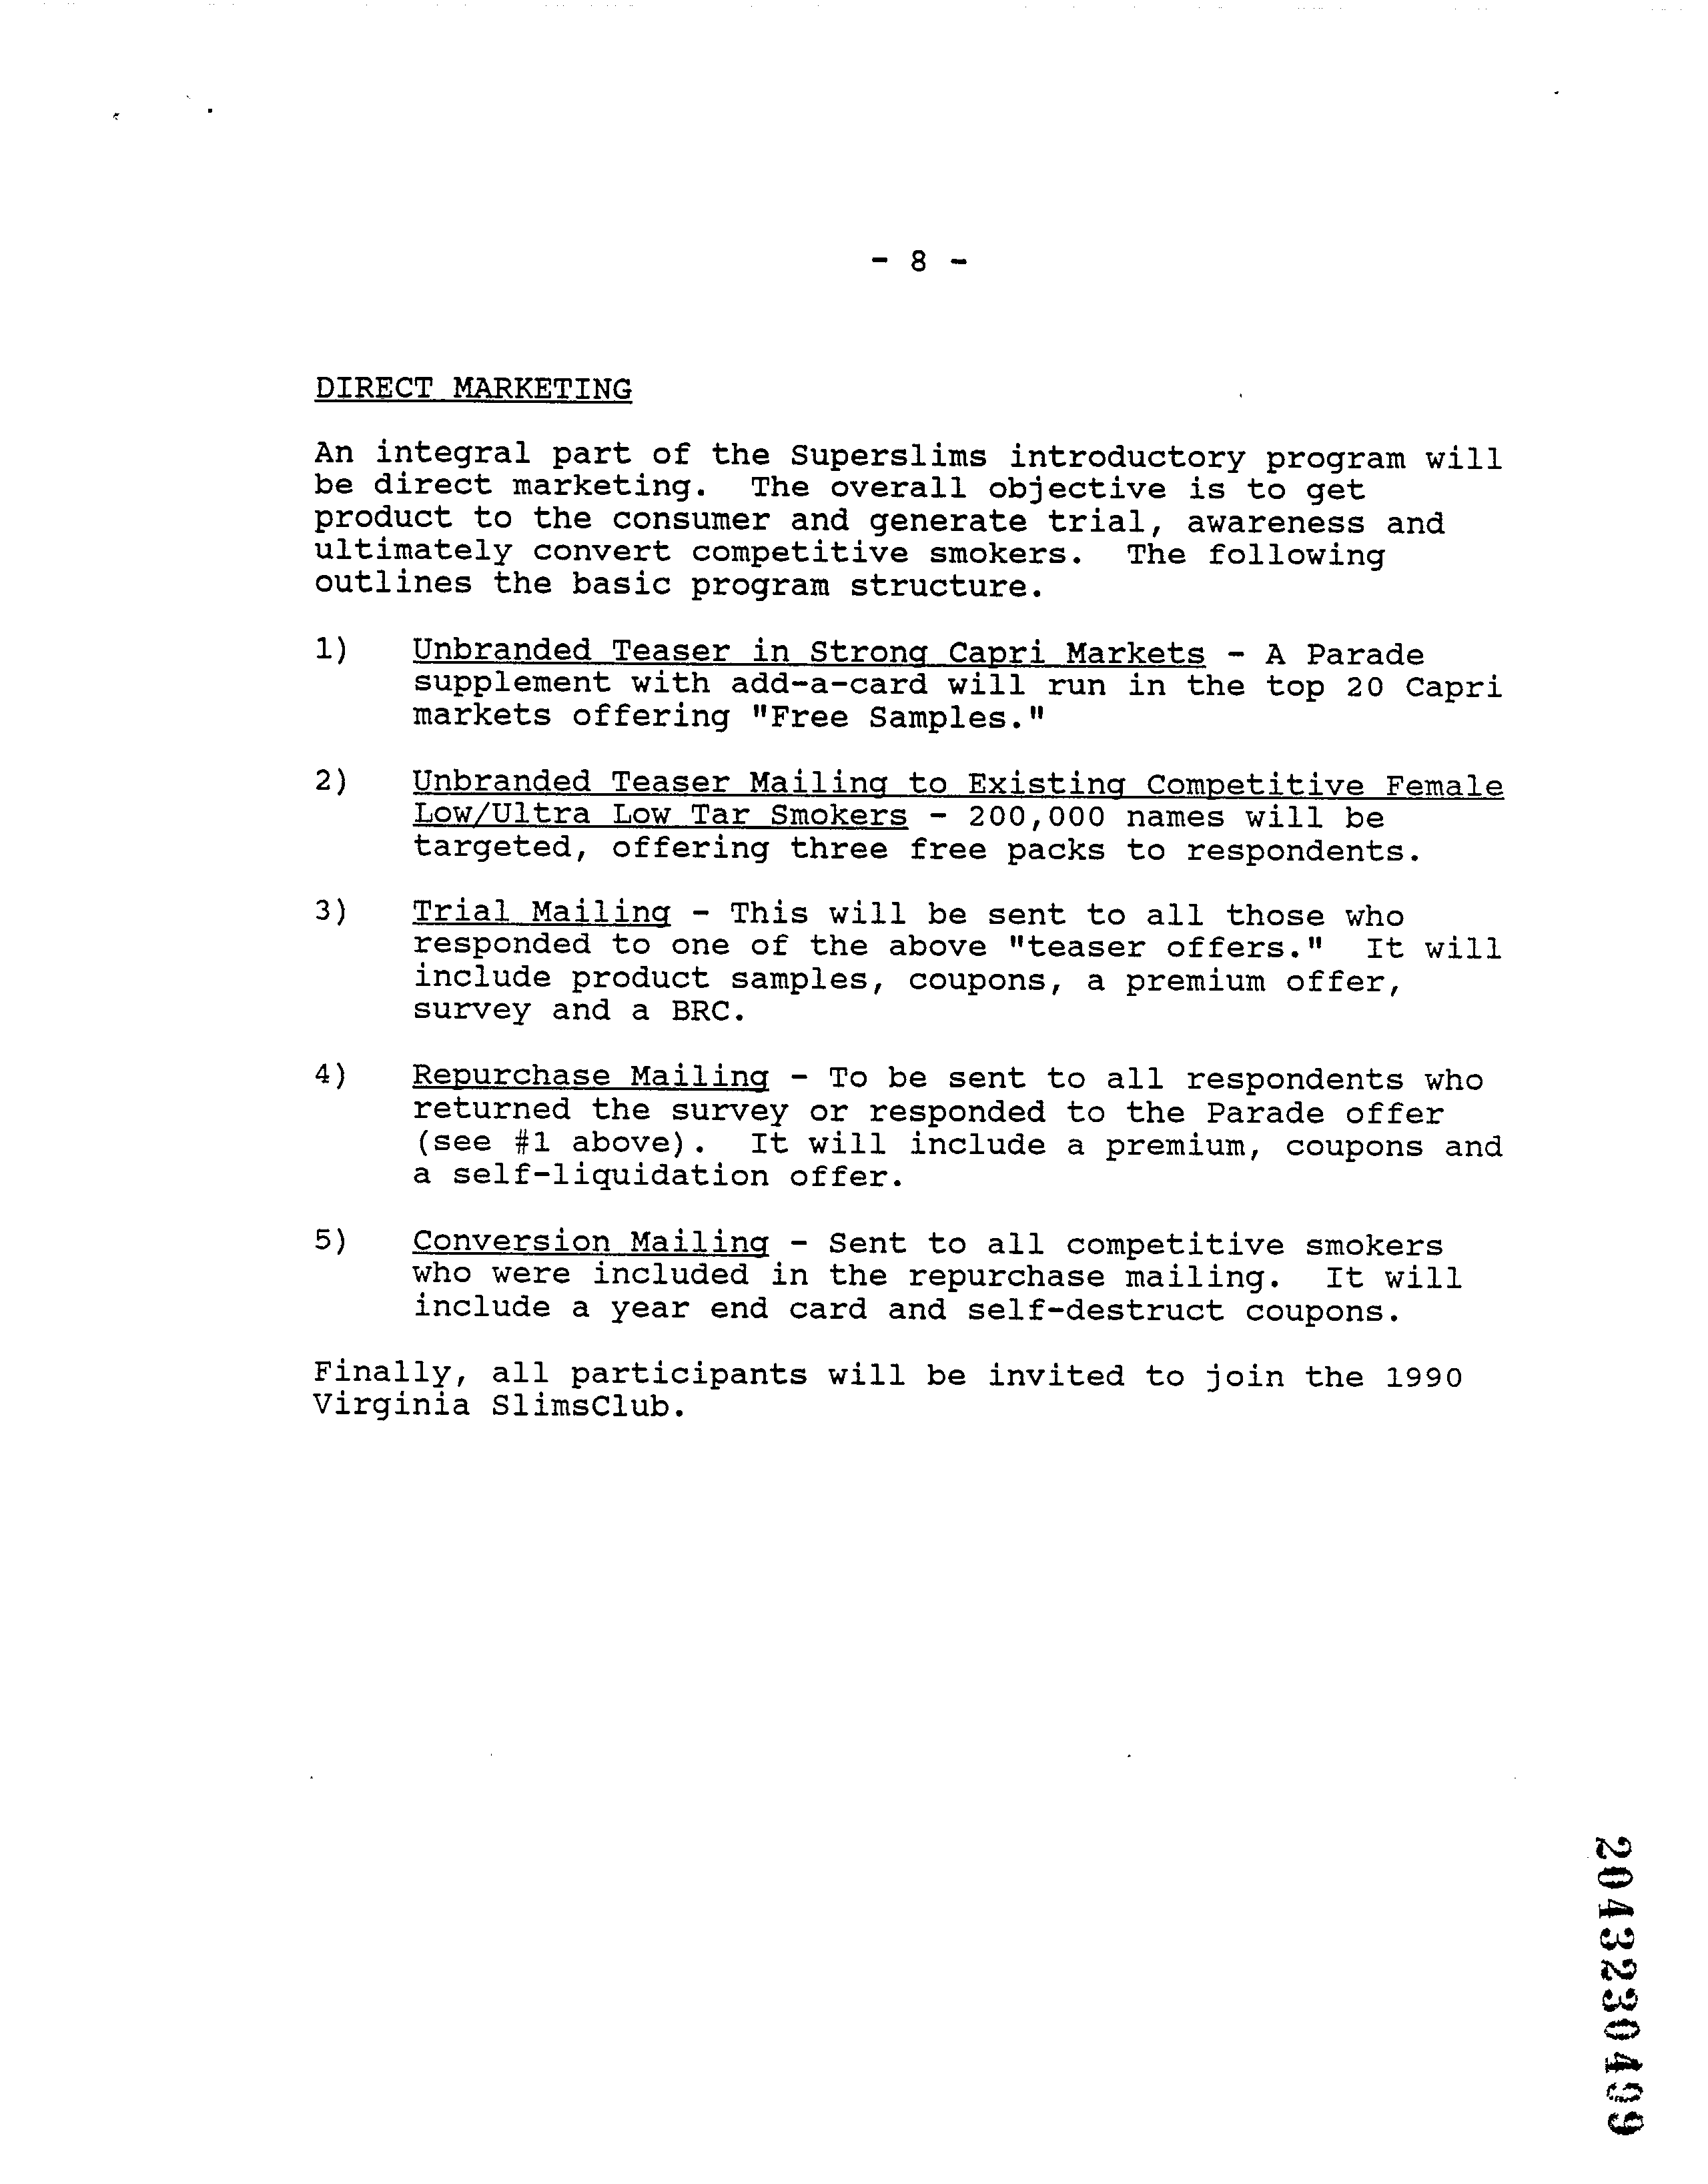 - 8 -
DIRECT MARKETING
An integral part of the Superslims introductory program will
be direct marketing.  The overall objective is to get
product to the consumer and generate trial, awareness and
ultimately convert competitive smokers.  The following
outlines the basic program structure.
1) Unbranded Teaser in Strong Capri Markets - A Parade
supplement with add-a-card will run in the top 20 Capri
markets offering "Free Samples."
2) Unbranded Teaser Mailing to Existing Competitive Female
Low/Ultra Low Tar Smokers - 200,000 names will be
targeted, offering three free packs to respondents.
3) Trial Mailing - This will be sent to all those who
responded to one of the above "teaser offers."  It will
include product samples, coupons, a premium offer,
survey and a BRC.
4) Repurchase Mailing - To be sent to all respondents who
returned the survey or responded to the Parade offer
(see #1 above).  It will include a premium, coupons and
a self-liquidation offer.
5) Conversion Mailing - Sent to all competitive smokers
who were included in the repurchase mailing.  It will
include a year end card and self-destruct coupons.
Finally, all participants will be invited to join the 1990
Virginia SlimsClub.
2043230499